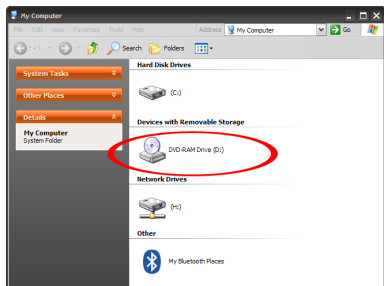 My Computer
File Edit View Favorites Tools Help Address My Computer Go
Back Search Folders
System Tasks
Other Places
Details
My Computer
System Folder
Hard Disk Drives
(C:)
Devices with Removable Storage
DVD-RAM Drive (D:)
Network Drives
(H:)
Other
My Bluetooth Places